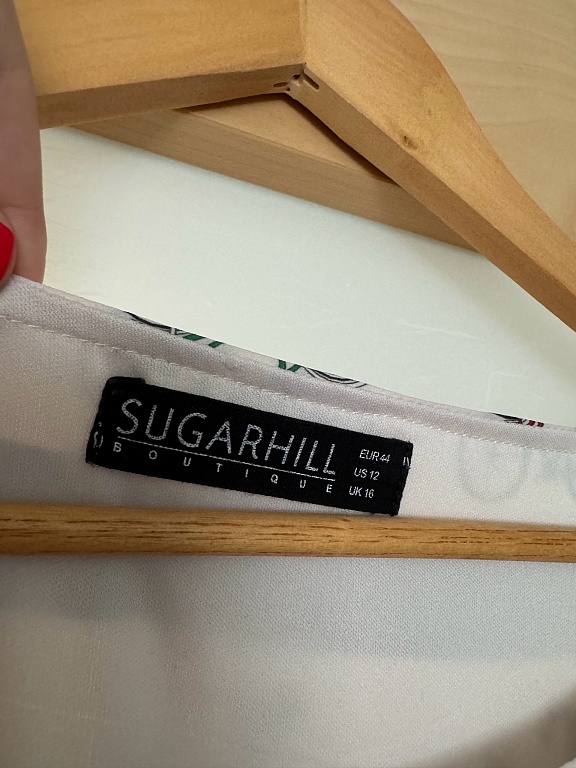 SUGARHILL
BOUTIQUE
EUR 44
US 12
UK 16